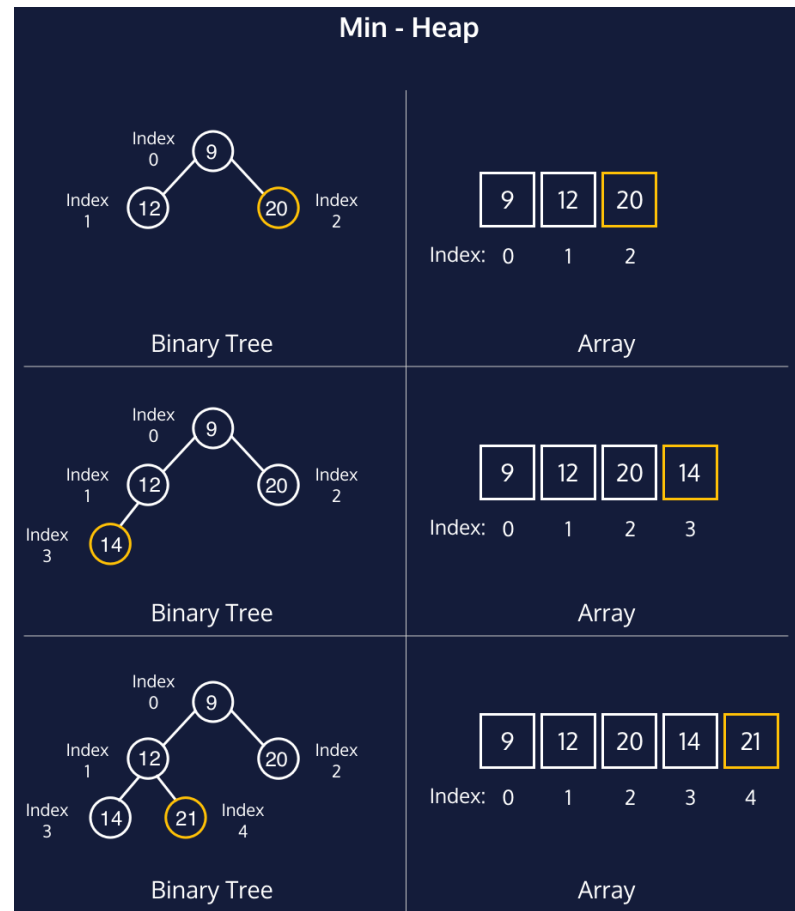 Min - Heap
Index
0
9
Index
1
12
20
Index
2
9 12 20
Index: 0 1 2
Binary Tree
Array
Index
0
9
Index
1
12
20
Index
2
Index
3
14
9 12 20 14
Index: 0 1 2 3
Binary Tree
Array
Index
0
9
Index
1
12
20
Index
2
Index
3
14
21
Index
4
9 12 20 14 21
Index: 0 1 2 3 4
Binary Tree
Array